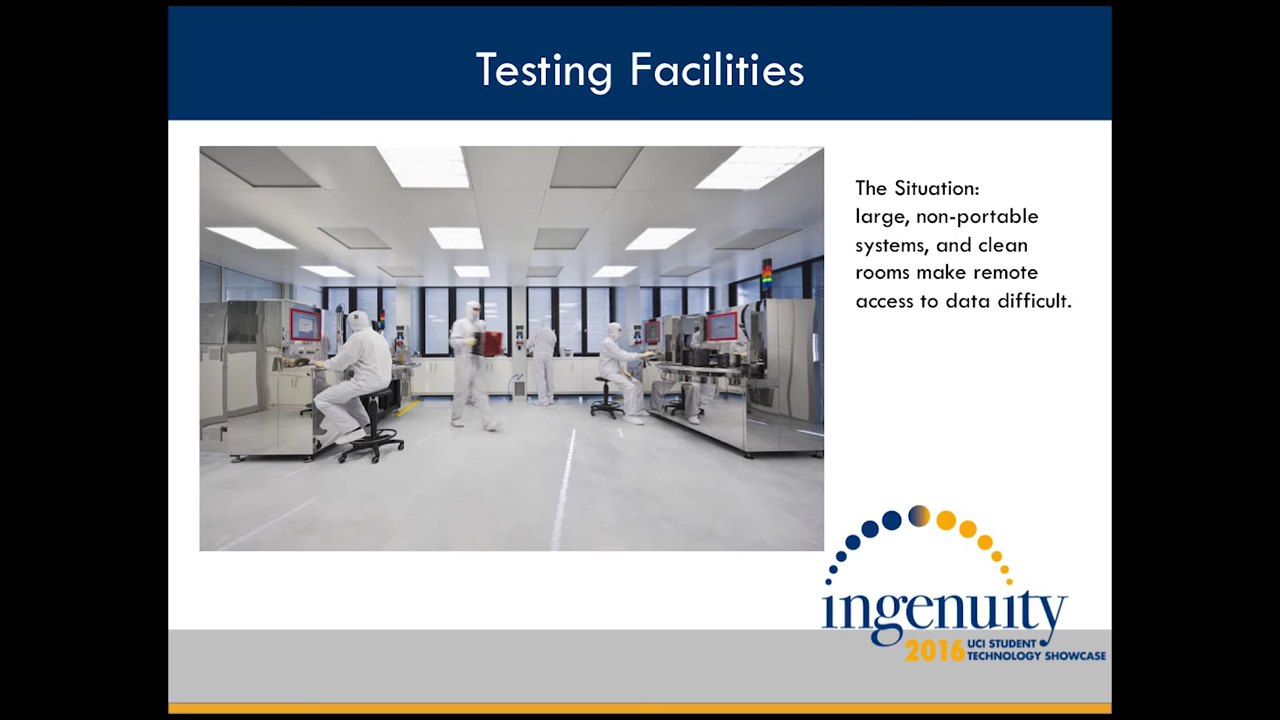 Testing Facilities
The Situation:
large, non-portable
systems, and clean
rooms make remote
access to data difficult.
ingenuity
2016 UCI STUDENT
TECHNOLOGY SHOWCASE